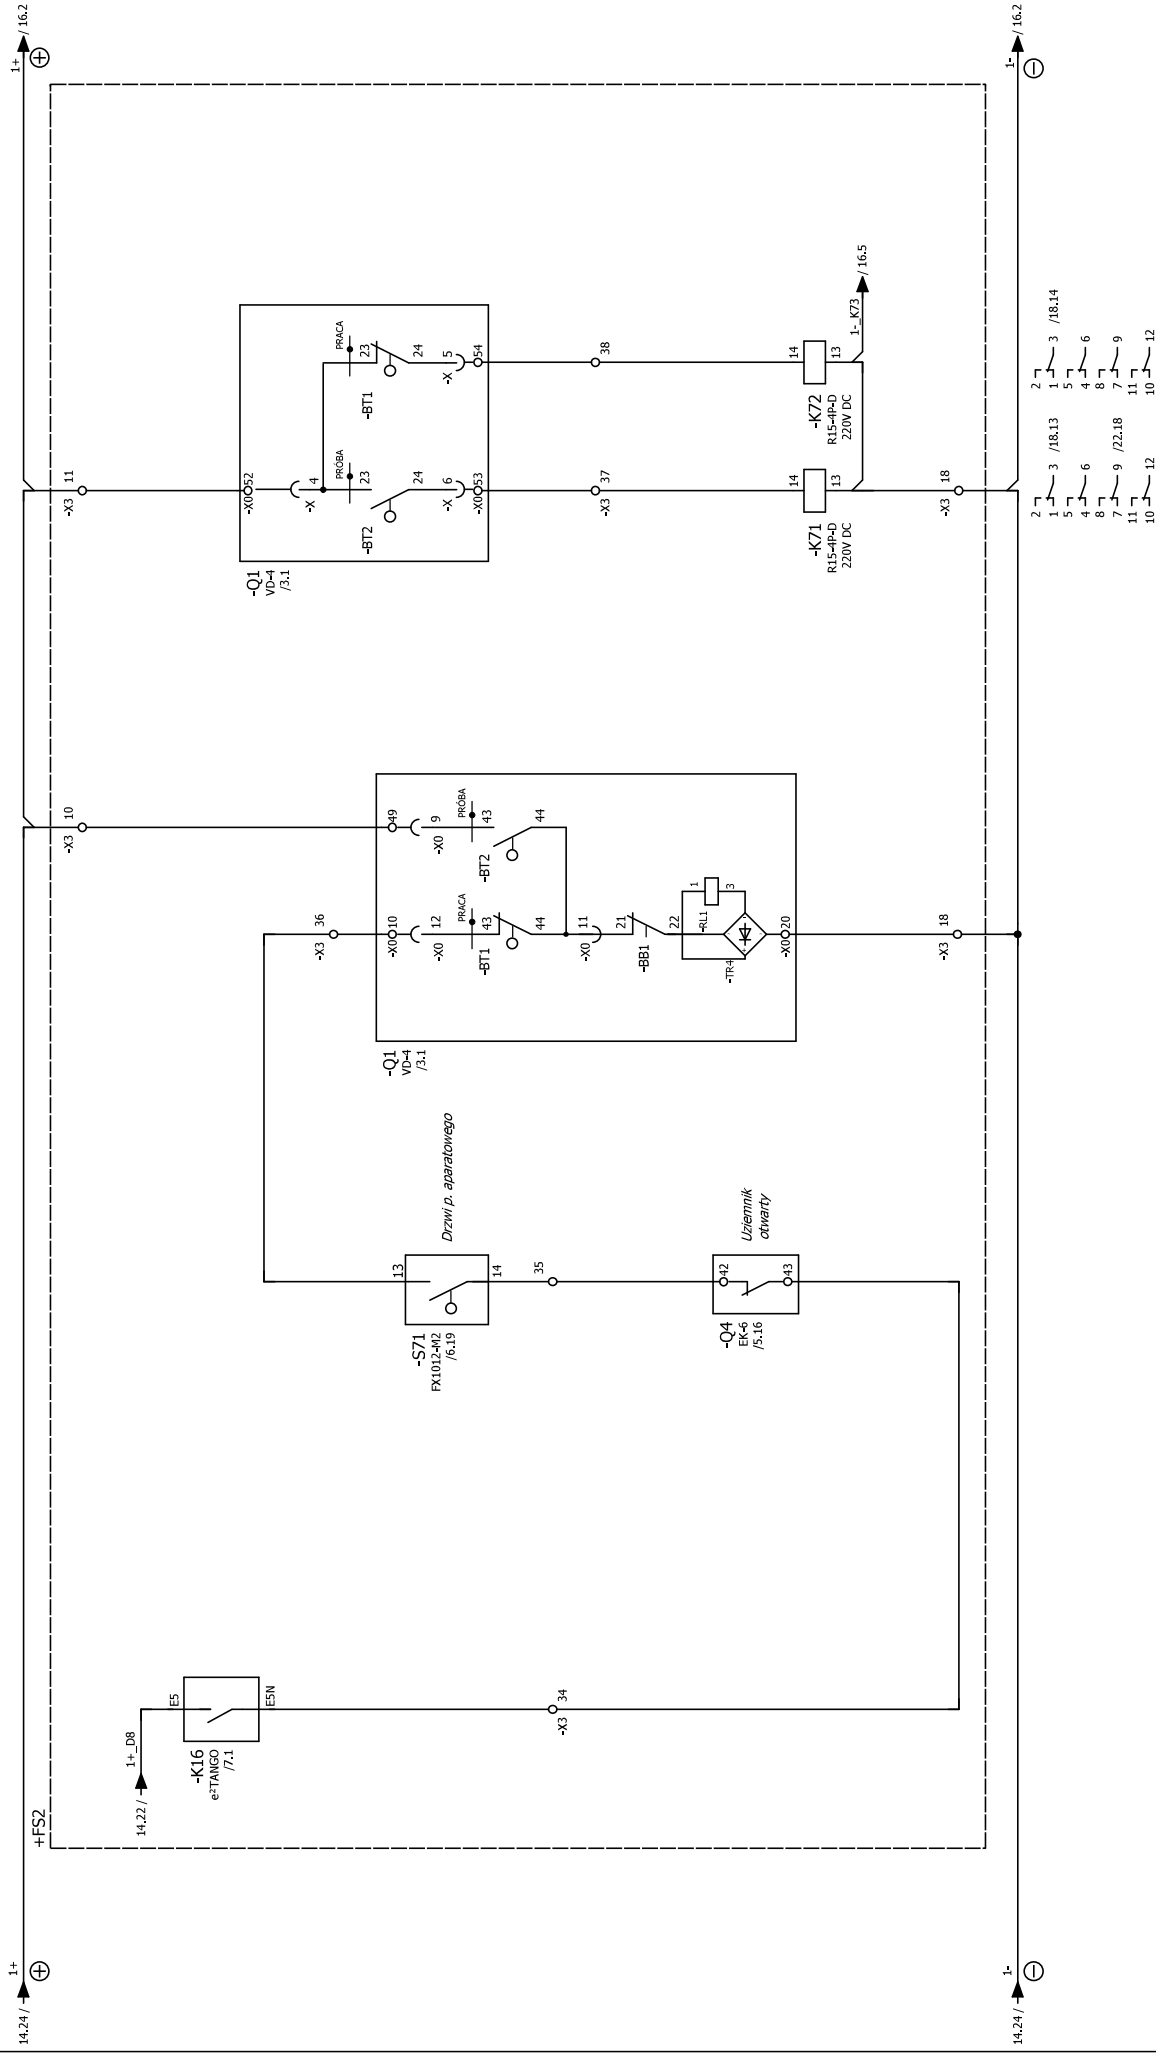 14.24 /
1+
+FS2
1+
/ 16.2
14.22 /
1+_D8
-K16
e²TANGO
/7.1
E5
E5N
-X3
34
-S71
FX1012-M2
/6.19
13
14
Drzwi p. aparatowego
35
-Q4
EK-6
/5.16
42
43
Uziemnik
otwarty
-X3
36
-Q1
VD-4
/3.1
-X0
10
-X0
12
PRACA
-BT1
43
44
-X0
11
-BB1
21
22
-RL1
1
3
-TR4
-X0
20
-X3
18
-X3
10
49
-X0
9
PRÓBA
-BT2
43
44
-Q1
VD-4
/3.1
-X3
11
-X0
52
-X
4
PRÓBA
-BT2
23
24
-X
6
-X0
53
PRACA
-BT1
23
24
-X
5
54
-X3
37
38
-K71
R15-4P-D
220V DC
14
13
-K72
R15-4P-D
220V DC
14
13
1-_K73
/ 16.5
-X3
18
14.24 /
1-
1-
/ 16.2
2
1
3
/18.13
5
4
6
8
7
9
/22.18
11
10
12
2
1
3
/18.14
5
4
6
8
7
9
11
10
12